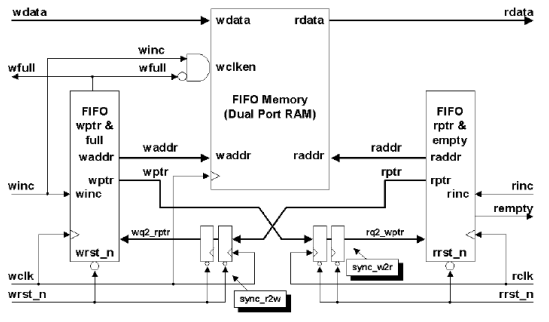 wdata
wdata
rdata
rdata
winc
wfull
wfull
wclken
FIFO Memory
(Dual Port RAM)
FIFO
wptr &
full
FIFO
rptr &
empty
waddr
waddr
waddr
raddr
raddr
raddr
wptr
wptr
rptr
rptr
winc
winc
rinc
rinc
rempty
wq2_rptr
rq2_wptr
wrst_n
rrst_n
sync_w2r
wclk
rclk
wrst_n
rrst_n
sync_r2w